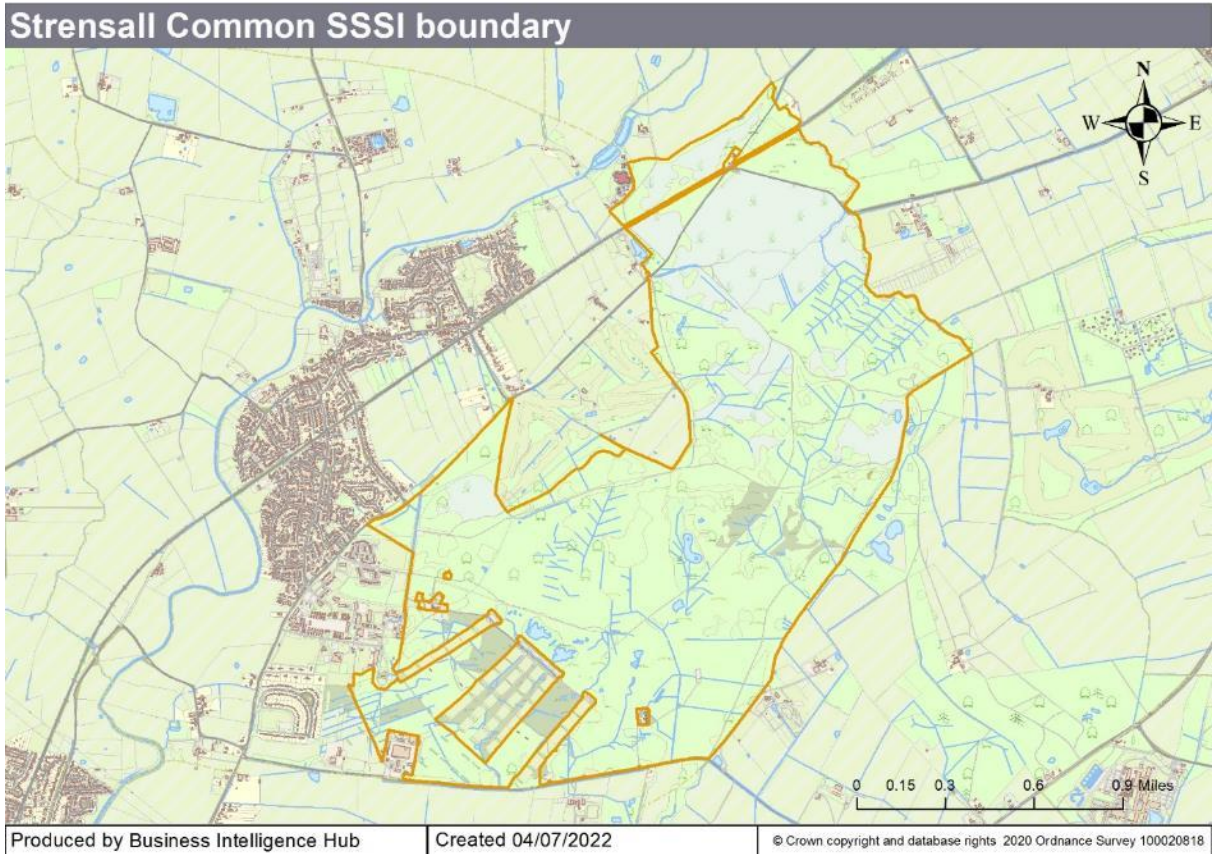 Strensall Common SSSI boundary
N
W E
S
0 0.15 0.3 0.6 0.9 Miles
Produced by Business Intelligence Hub
Created 04/07/2022
© Crown copyright and database rights 2020 Ordnance Survey 100020818